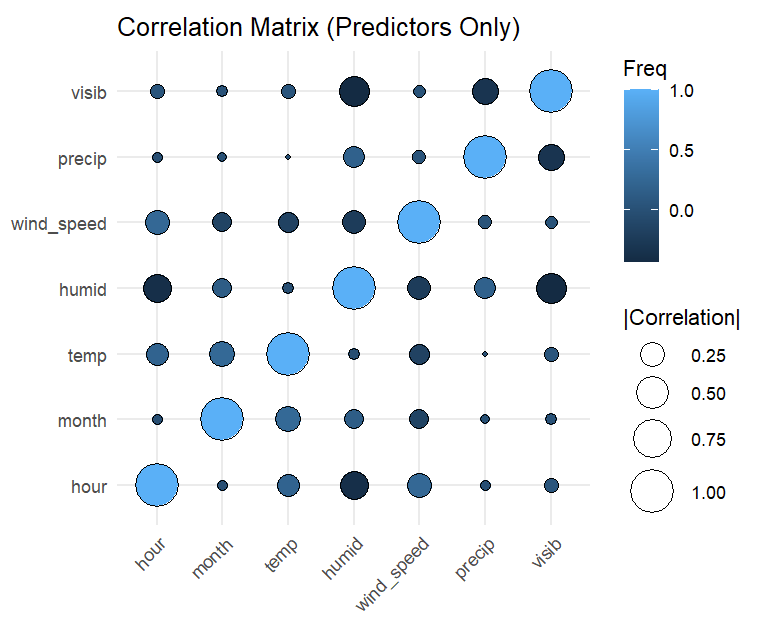 Correlation Matrix (Predictors Only)
visib
precip
wind_speed
humid
temp
month
hour
hour
month
temp
humid
wind_speed
precip
visib
Freq
1.0
0.5
0.0
|Correlation|
0.25
0.50
0.75
1.00